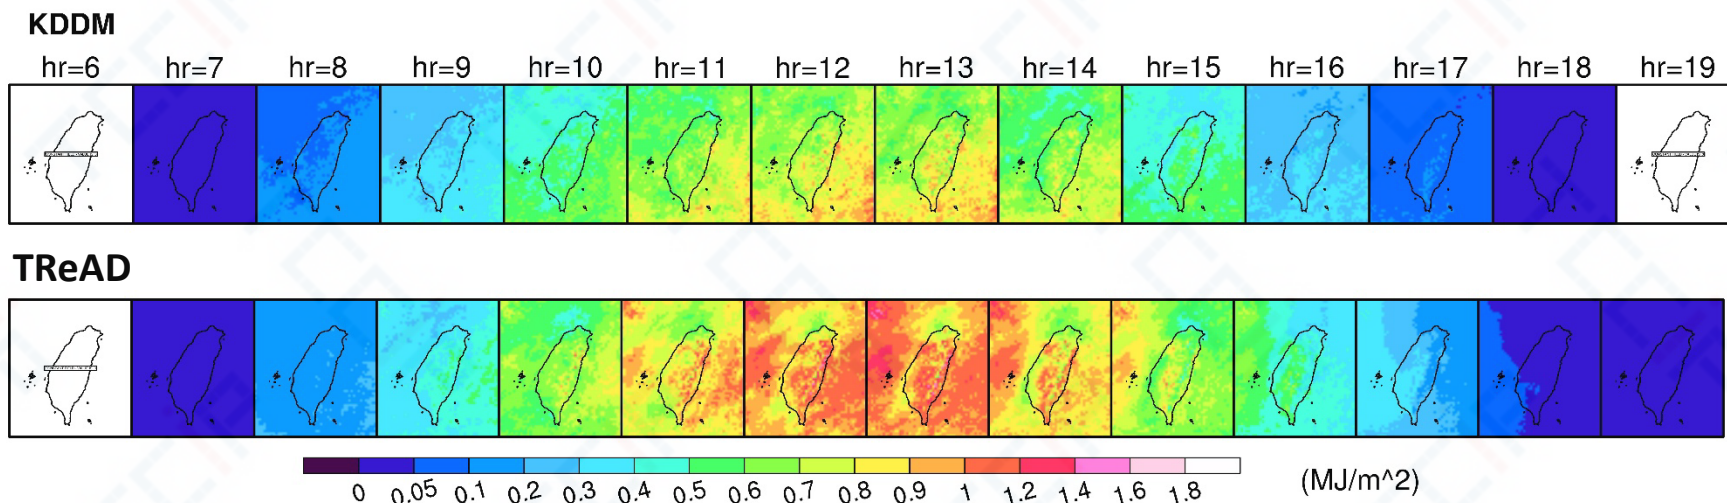 KDDM
hr=6 hr=7 hr=8 hr=9 hr=10 hr=11 hr=12 hr=13 hr=14 hr=15 hr=16 hr=17 hr=18 hr=19
TReAD
0 0.05 0.1 0.2 0.3 0.4 0.5 0.6 0.7 0.8 0.9 1 1.2 1.4 1.6 1.8 (MJ/m^2)